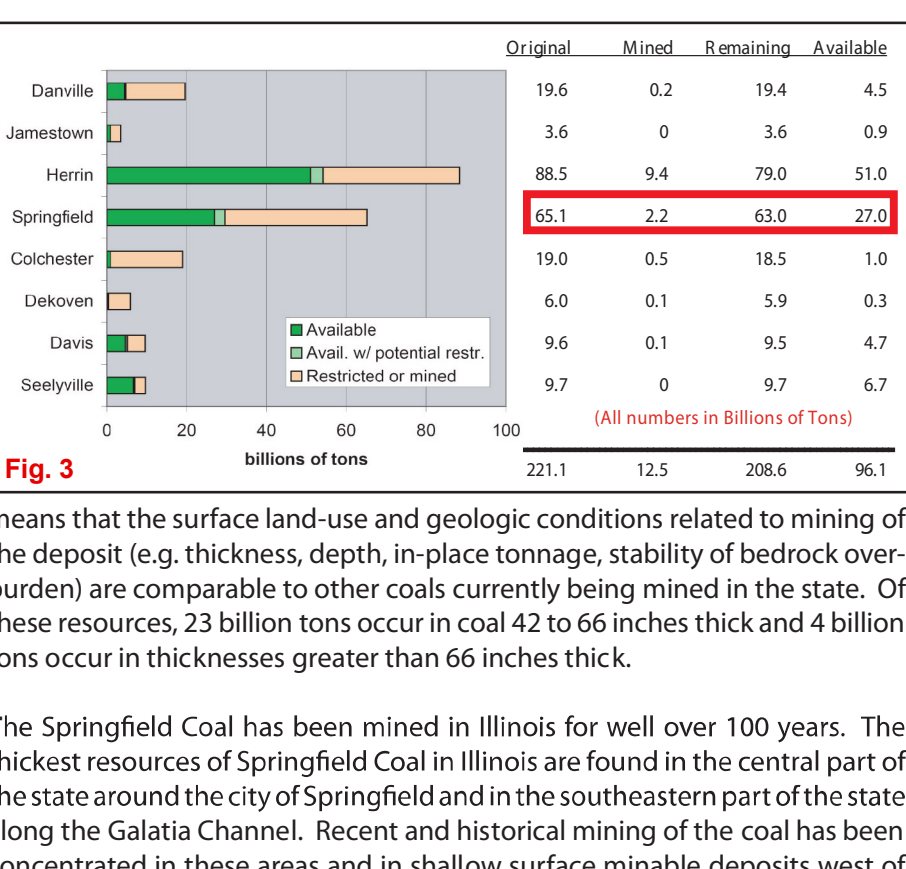 Original Mined Remaining Available
Danville 19.6 0.2 19.4 4.5
Jamestown 3.6 0 3.6 0.9
Herrin 88.5 9.4 79.0 51.0
Springfield 65.1 2.2 63.0 27.0
Colchester 19.0 0.5 18.5 1.0
Dekoven 6.0 0.1 5.9 0.3
Available
Davis 9.6 0.1 9.5 4.7
Avail. w/ potential restr.
Restricted or mined
Seelyville 9.7 0 9.7 6.7
(All numbers in Billions of Tons)
0 20 40 60 80 100
billions of tons
Fig. 3 221.1 12.5 208.6 96.1
means that the surface land-use and geologic conditions related to mining of
the deposit (e.g. thickness, depth, in-place tonnage, stability of bedrock over-
burden) are comparable to other coals currently being mined in the state. Of
these resources, 23 billion tons occur in coal 42 to 66 inches thick and 4 billion
tons occur in thicknesses greater than 66 inches thick.
The Springfield Coal has been mined in Illinois for well over 100 years. The
thickest resources of Springfield Coal in Illinois are found in the central part of
the state around the city of Springfield and in the southeastern part of the state
along the Galatia Channel. Recent and historical mining of the coal has been
concentrated in these areas and in shallow surface minable deposits west of